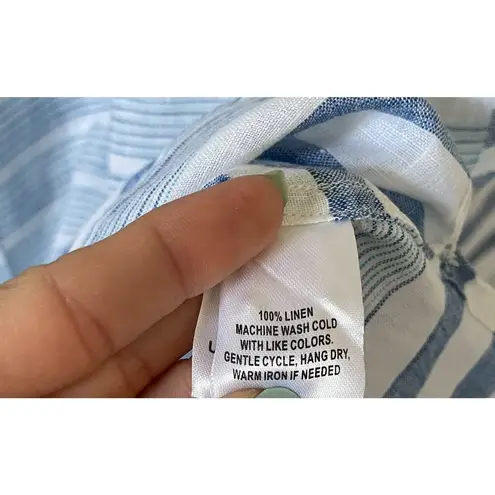 100% LINEN
MACHINE WASH COLD
WITH LIKE COLORS.
GENTLE CYCLE, HANG DRY,
WARM IRON IF NEEDED